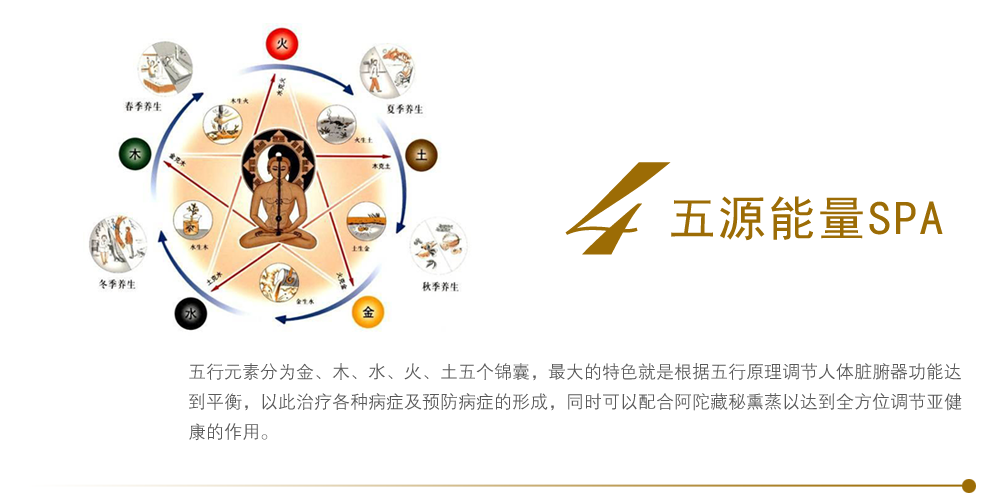 火
春季养生
夏季养生
木生火
木克火
火生土
木
土
金克木
木克土
水生木
土生金
冬季养生
秋季养生
土克水
火克金
金生水
水
金
4 五源能量SPA
五行元素分为金、木、水、火、土五个锦囊，最大的特色就是根据五行原理调节人体脏腑器功能达
到平衡，以此治疗各种病症及预防病症的形成，同时可以配合阿陀藏秘熏蒸以达到全方位调节亚健
康的作用。